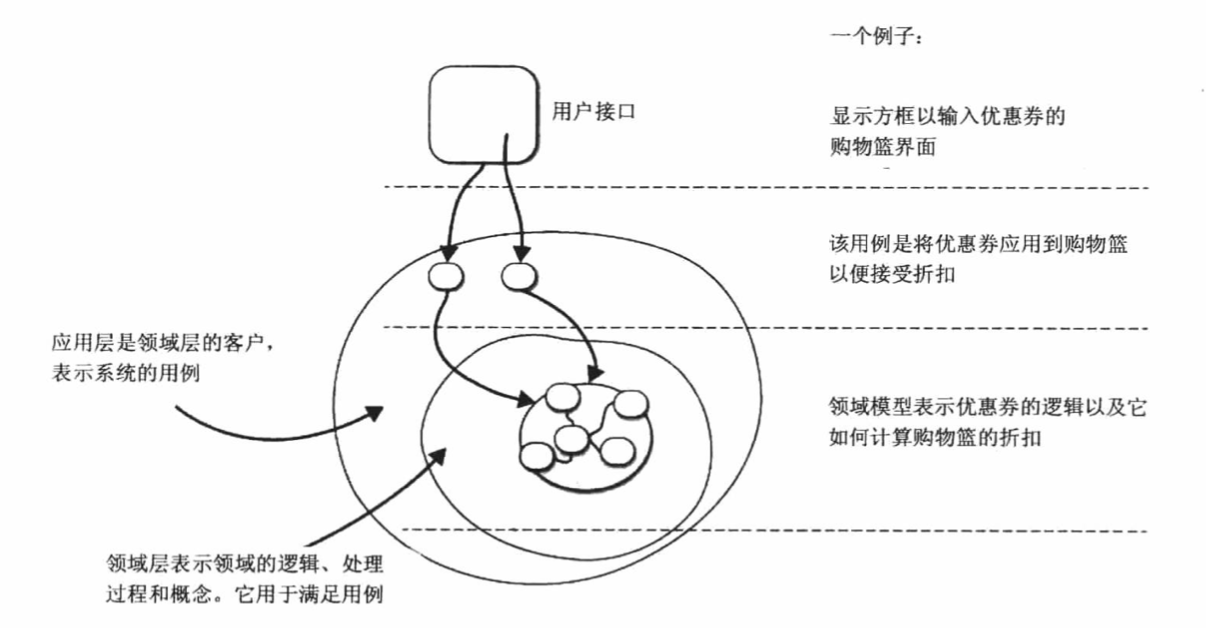 一个例子：
用户接口
显示方框以输入优惠券的
购物篮界面
该用例是将优惠券应用到购物篮
以便接受折扣
应用层是领域层的客户，
表示系统的用例
领域模型表示优惠券的逻辑以及它
如何计算购物篮的折扣
领域层表示领域的逻辑、处理
过程和概念。它用于满足用例